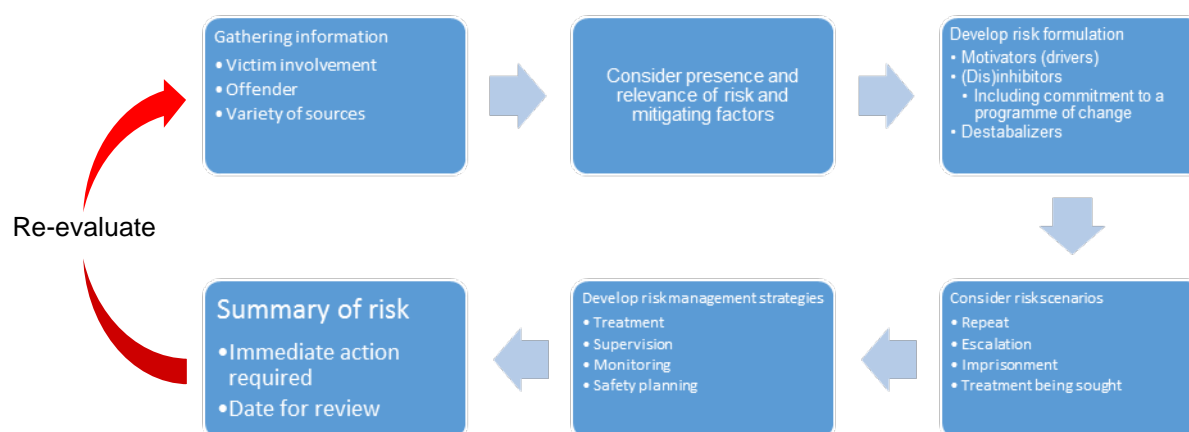 Gathering information
• Victim involvement
• Offender
• Variety of sources
Consider presence and
relevance of risk and
mitigating factors
Develop risk formulation
• Motivators (drivers)
• (Dis)inhibitors
• Including commitment to a
programme of change
• Destabalizers
Re-evaluate
Summary of risk
•Immediate action
required
•Date for review
Develop risk management strategies
• Treatment
• Supervision
• Monitoring
• Safety planning
Consider risk scenarios
• Repeat
• Escalation
• Imprisonment
• Treatment being sought